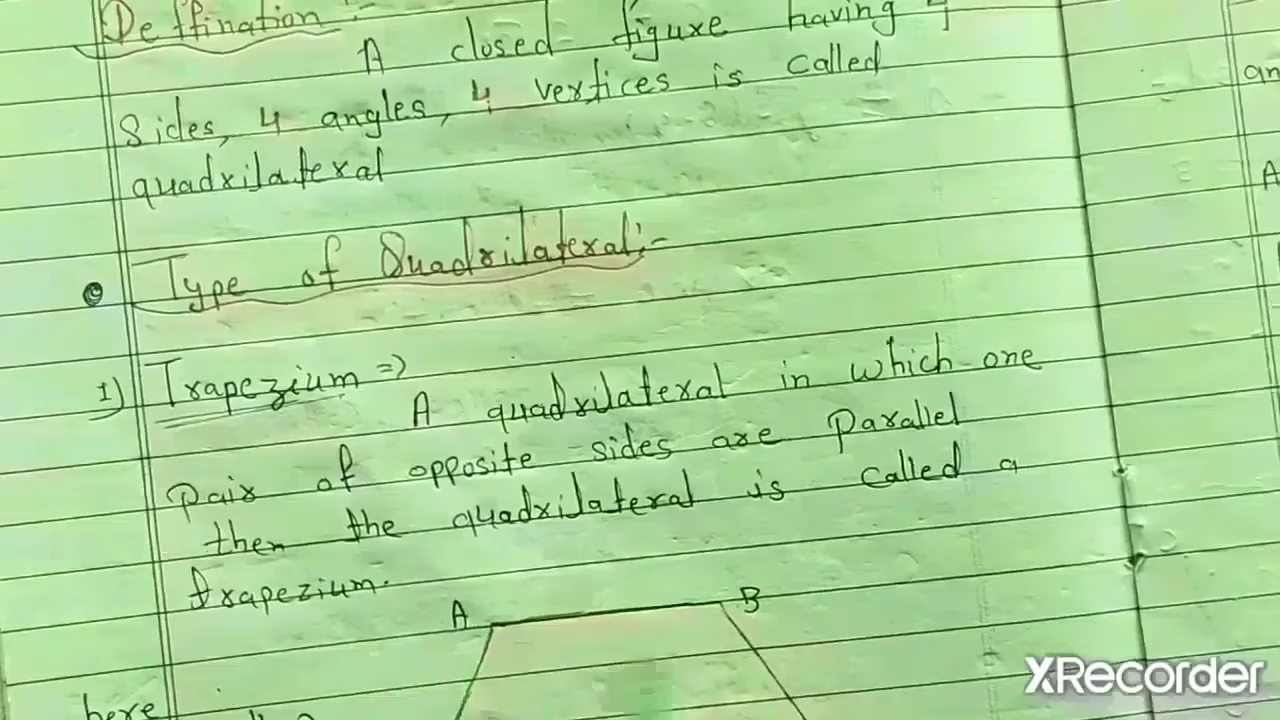 Deffination :-
A closed figure having 4
Sides, 4 angles, 4 vertices is called
quadrilateral
Type of Quadrilateral:-
1) Trapezium =>
A quadrilateral in which one
pair of opposite sides are parallel
then the quadrilateral is called a
trapezium.
A B
here
an
A
XRecorder